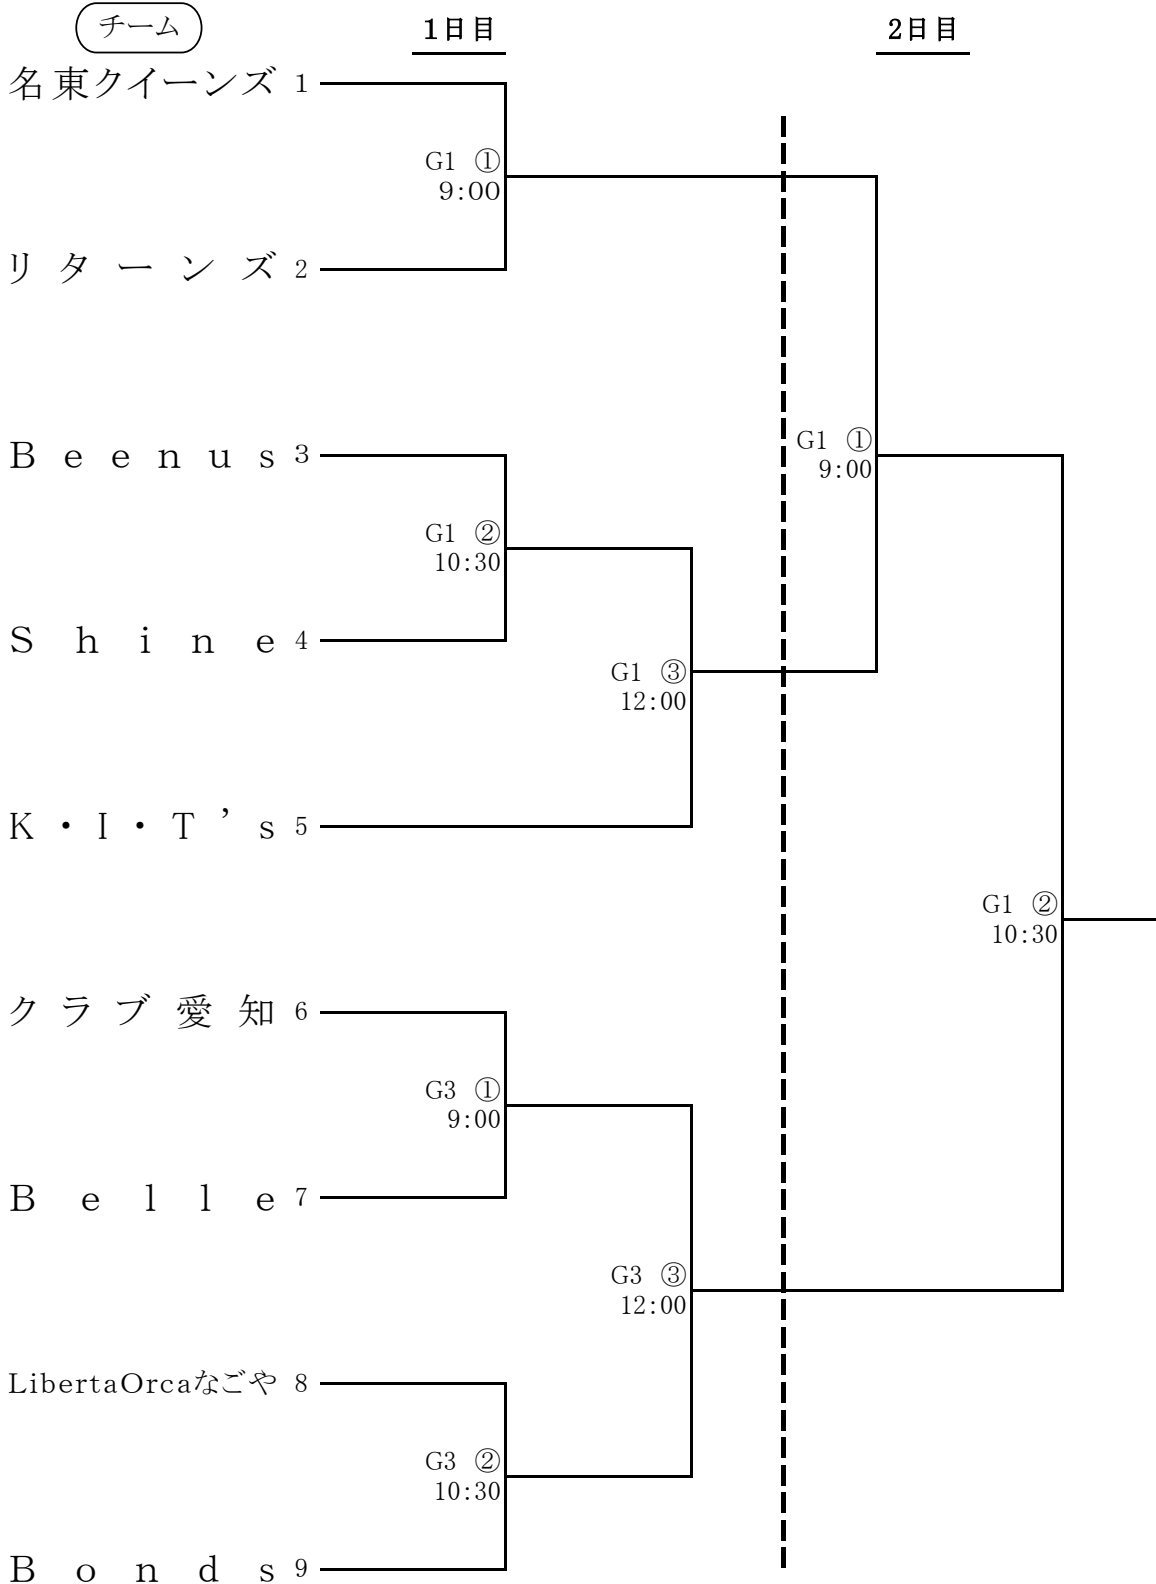 チーム 1日目 2日目
名東クイーンズ 1
G1 ①
9:00
リターンズ 2
Beenus 3
G1 ①
9:00
G1 ②
10:30
Shine 4
G1 ③
12:00
K・I・T's 5
G1 ②
10:30
クラブ愛知 6
G3 ①
9:00
Belle 7
G3 ③
12:00
LibertaOrcaなごや 8
G3 ②
10:30
Bonds 9